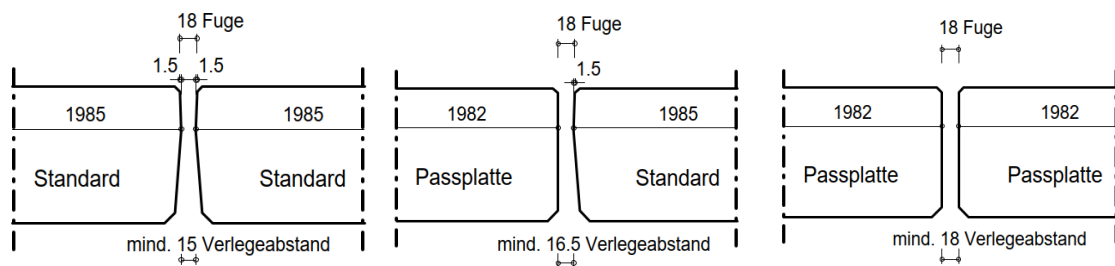 18 Fuge
1.5 1.5
1985 1985
Standard Standard
mind. 15 Verlegeabstand
18 Fuge
1.5
1982 1985
Passplatte Standard
mind. 16.5 Verlegeabstand
18 Fuge
1982 1982
Passplatte Passplatte
mind. 18 Verlegeabstand